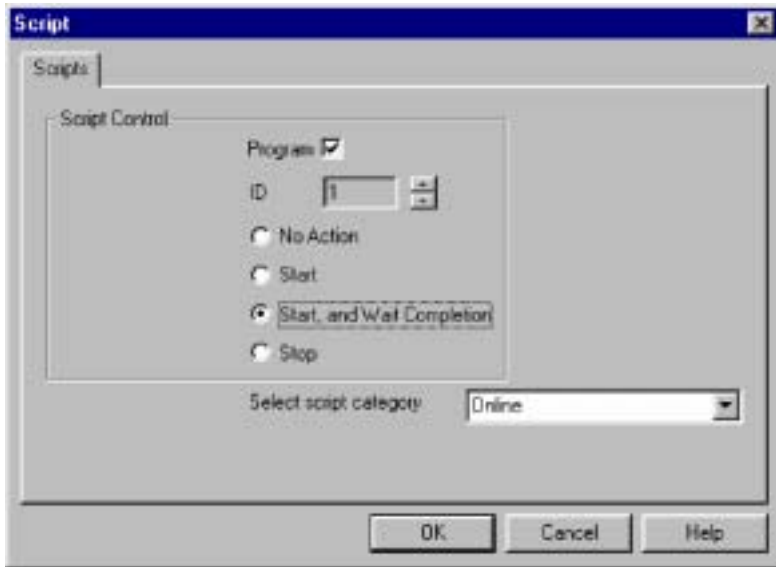 Script
Scripts
Script Control
Program
ID 1
No Action
Start
Start, and Wait Completion
Stop
Select script category Online
OK Cancel Help